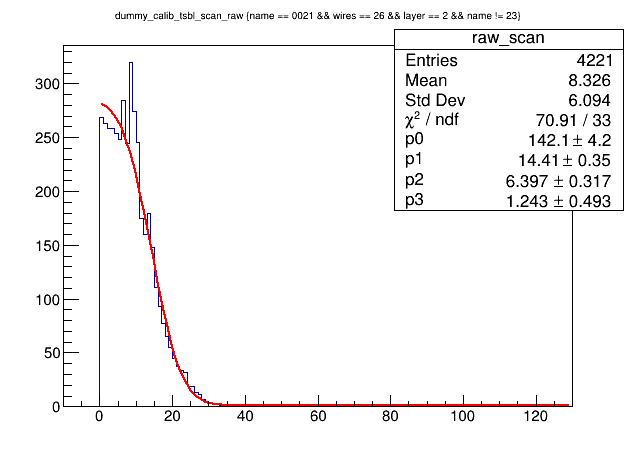 dummy_calib_tsbl_scan_raw {name == 0021 && wires == 26 && layer == 2 && name != 23}
raw_scan
Entries 4221
Mean 8.326
Std Dev 6.094
χ² / ndf 70.91 / 33
p0 142.1 ± 4.2
p1 14.41 ± 0.35
p2 6.397 ± 0.317
p3 1.243 ± 0.493
300
250
200
150
100
50
0
0 20 40 60 80 100 120